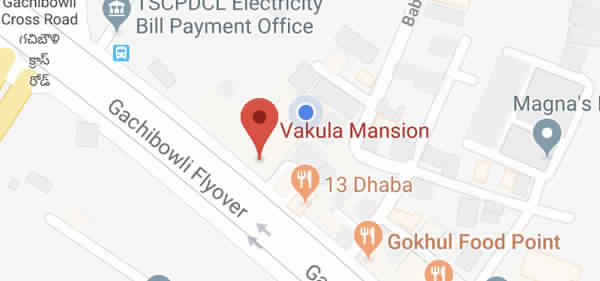 Gachibowli
Cross Road
గచిబౌలి
క్రాస్
రోడ్
TSCPDCL Electricity
Bill Payment Office
Bab
Magna's
Gachibowli Flyover
Vakula Mansion
13 Dhaba
Gokhul Food Point
Ga